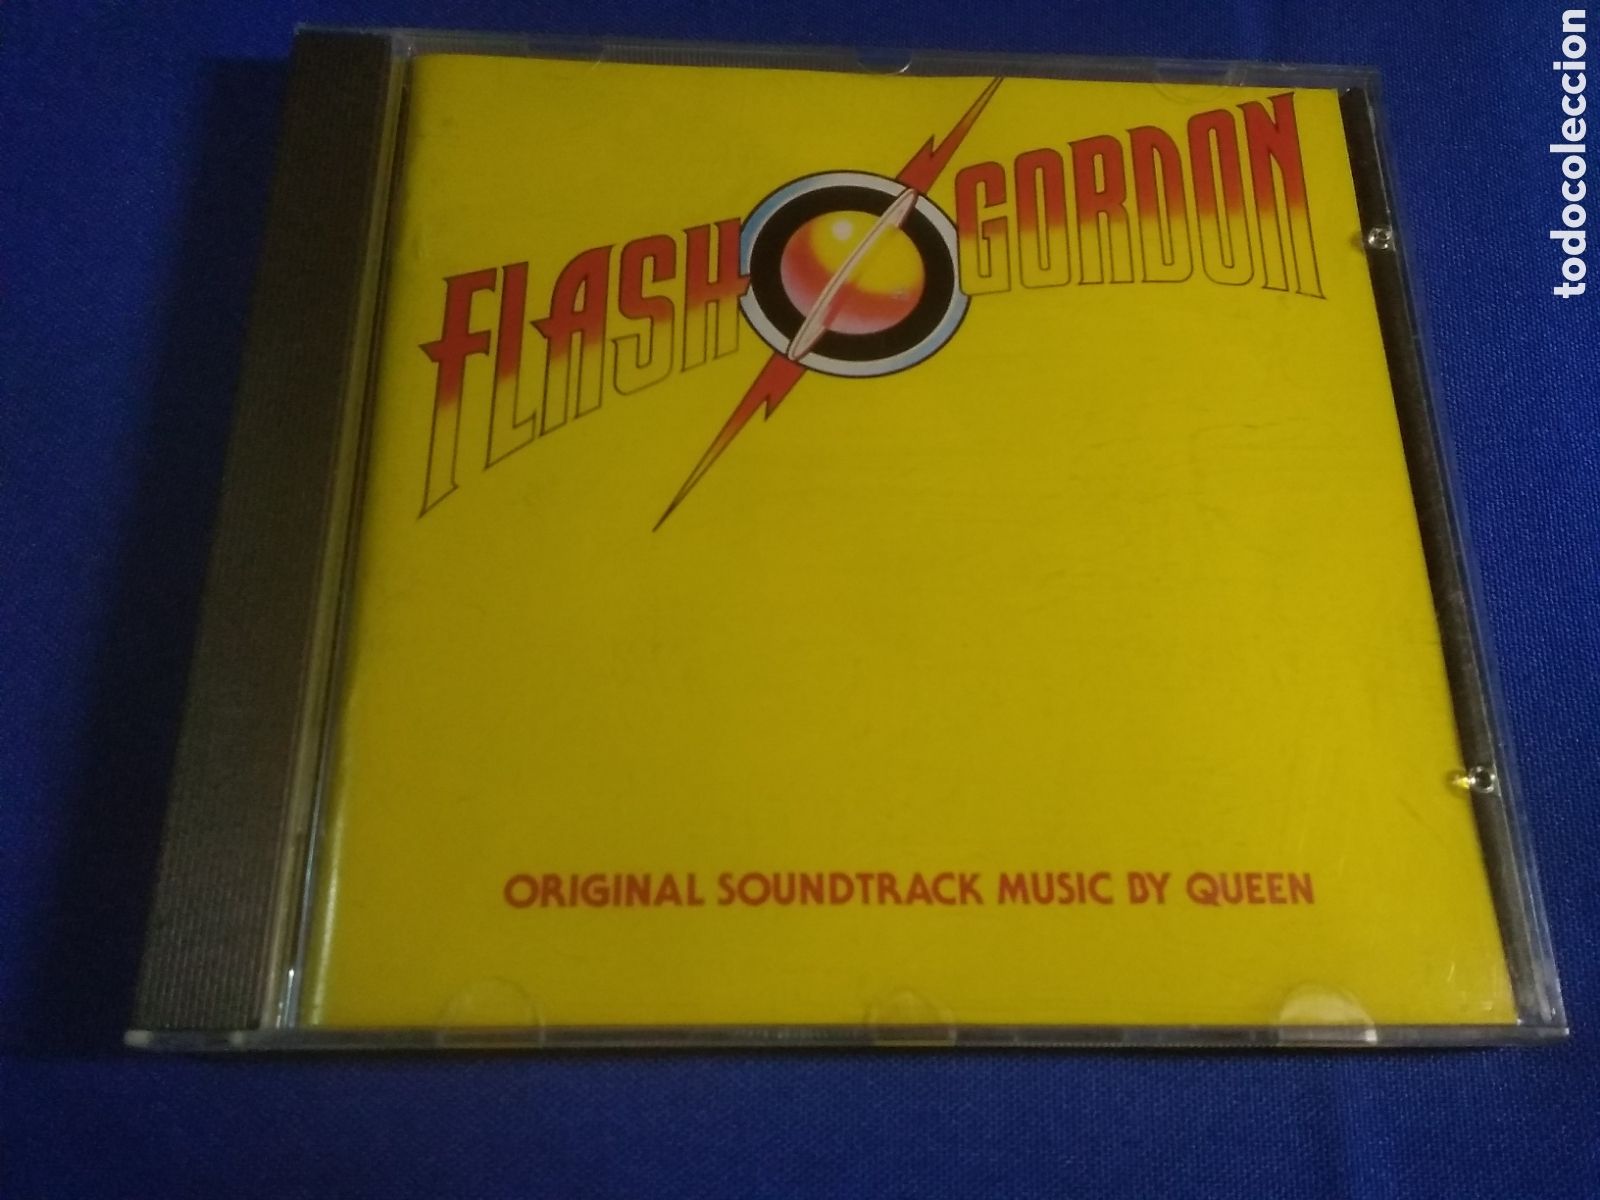 FLASH GORDON
ORIGINAL SOUNDTRACK MUSIC BY QUEEN
todocoleccion